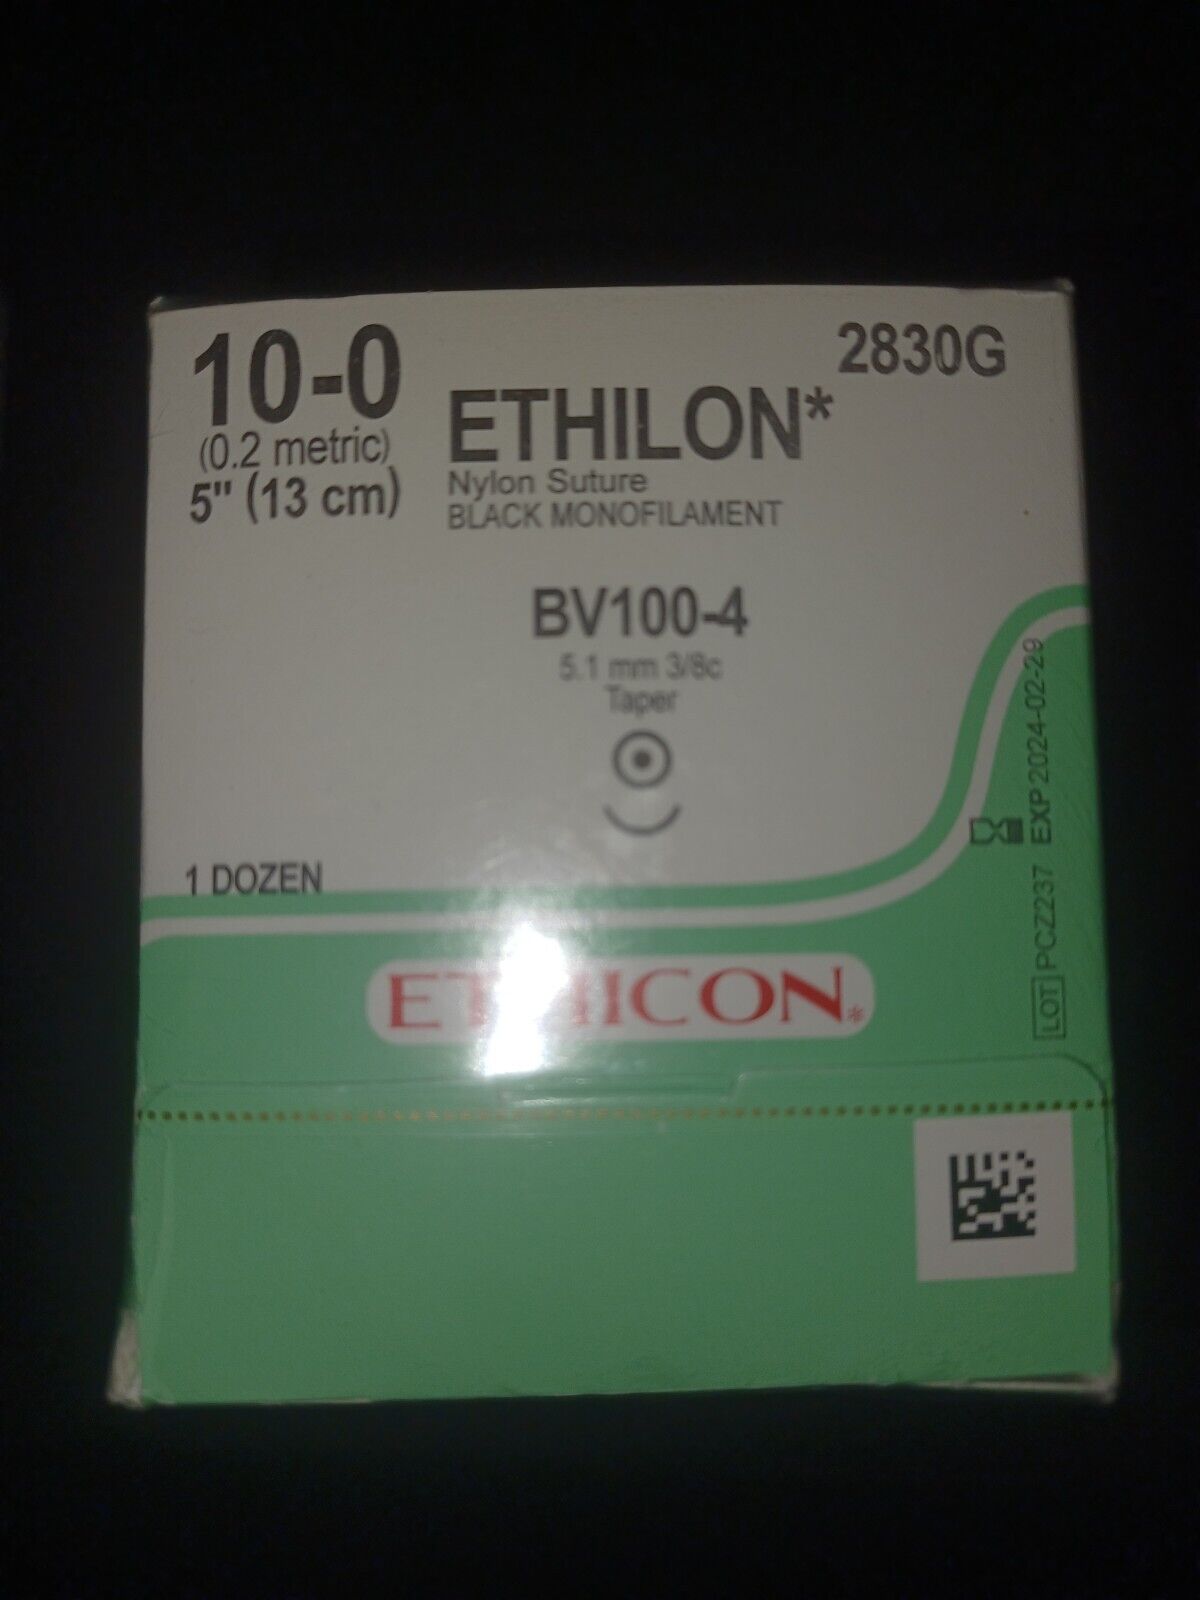 10-0
(0.2 metric)
5" (13 cm)
2830G
ETHILON*
Nylon Suture
BLACK MONOFILAMENT
BV100-4
5.1 mm 3/8c
Taper
1 DOZEN
ETHICON*
LOT PCZ237 EXP 2024-02-29